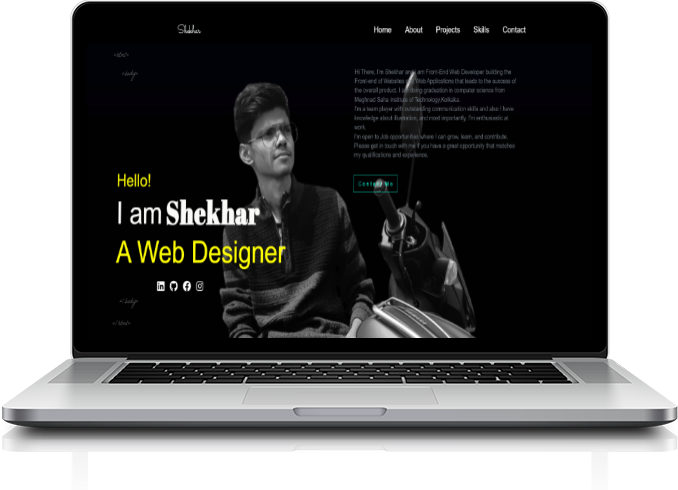 Shekhar
Home About Projects Skills Contact
<html>
<body>
Hi There, I'm Shekhar and I am Front-End Web Developer building the
Front-end of Websites and Web Applications that leads to the success of
the overall product. I am doing graduation in computer science from
Meghnad Saha Institute of Technology,Kolkata.
I'm a team player with outstanding communication skills and also I have
knowledge about illustration, and most importantly. I'm enthusiastic at
work.
I'm open to Job opportunities where I can grow, learn, and contribute.
Please get in touch with me if you have a great opportunity that matches
my qualifications and experience.
Contact Me
Hello!
I am Shekhar
A Web Designer
</body>
</html>